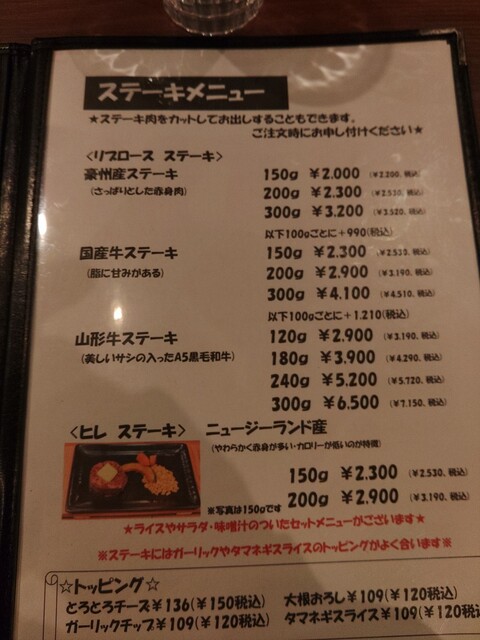 ステーキメニュー
★ステーキ肉をカットしてお出しすることもできます。
ご注文時にお申し付けください★
<リブロース ステーキ>
豪州産ステーキ 150g ¥2.000 (¥2.200、税込)
(さっぱりとした赤身肉) 200g ¥2.300 (¥2.530、税込)
300g ¥3.200 (¥3.520、税込)
以下100gごとに+990(税込)
国産牛ステーキ 150g ¥2.300 (¥2.530、税込)
(脂に甘みがある) 200g ¥2.900 (¥3.190、税込)
300g ¥4.100 (¥4.510、税込)
以下100gごとに+1.210(税込)
山形牛ステーキ 120g ¥2.900 (¥3.190、税込)
(美しいサシの入ったA5黒毛和牛) 180g ¥3.900 (¥4.290、税込)
240g ¥5.200 (¥5.720、税込)
300g ¥6.500 (¥7.150、税込)
<ヒレ ステーキ> ニュージーランド産
(やわらかく赤身が多い・カロリーが低いのが特徴)
150g ¥2.300 (¥2.530、税込)
※写真は150gです 200g ¥2.900 (¥3.190、税込)
★ライスやサラダ・味噌汁のついたセットメニューがございます★
※ステーキにはガーリックやタマネギスライスのトッピングがよく合います※
☆トッピング☆
とろとろチーズ¥136(¥150税込) 大根おろし¥109(¥120税込)
ガーリックチップ¥109(¥120税込) タマネギスライス¥109(¥120税込